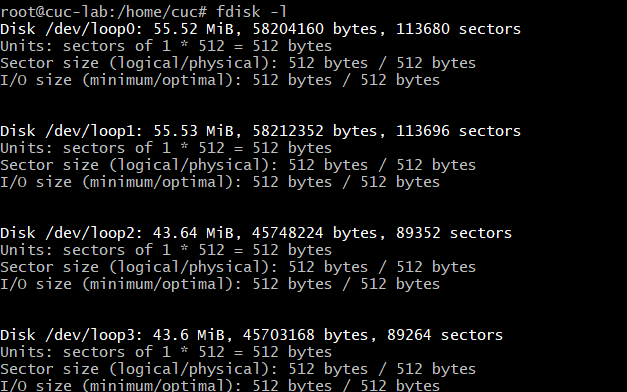 root@cuc-lab:/home/cuc# fdisk -l
Disk /dev/loop0: 55.52 MiB, 58204160 bytes, 113680 sectors
Units: sectors of 1 * 512 = 512 bytes
Sector size (logical/physical): 512 bytes / 512 bytes
I/O size (minimum/optimal): 512 bytes / 512 bytes
Disk /dev/loop1: 55.53 MiB, 58212352 bytes, 113696 sectors
Units: sectors of 1 * 512 = 512 bytes
Sector size (logical/physical): 512 bytes / 512 bytes
I/O size (minimum/optimal): 512 bytes / 512 bytes
Disk /dev/loop2: 43.64 MiB, 45748224 bytes, 89352 sectors
Units: sectors of 1 * 512 = 512 bytes
Sector size (logical/physical): 512 bytes / 512 bytes
I/O size (minimum/optimal): 512 bytes / 512 bytes
Disk /dev/loop3: 43.6 MiB, 45703168 bytes, 89264 sectors
Units: sectors of 1 * 512 = 512 bytes
Sector size (logical/physical): 512 bytes / 512 bytes
I/O size (minimum/optimal): 512 bytes / 512 bytes